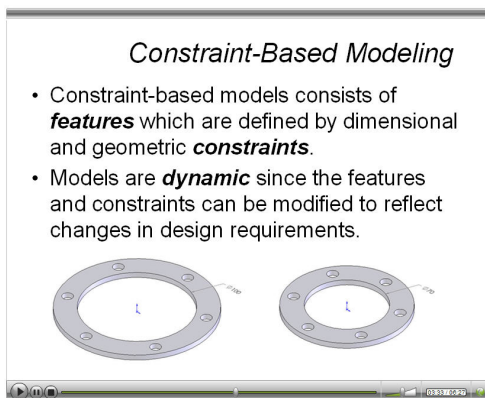 Constraint-Based Modeling
• Constraint-based models consists of
features which are defined by dimensional
and geometric constraints.
• Models are dynamic since the features
and constraints can be modified to reflect
changes in design requirements.